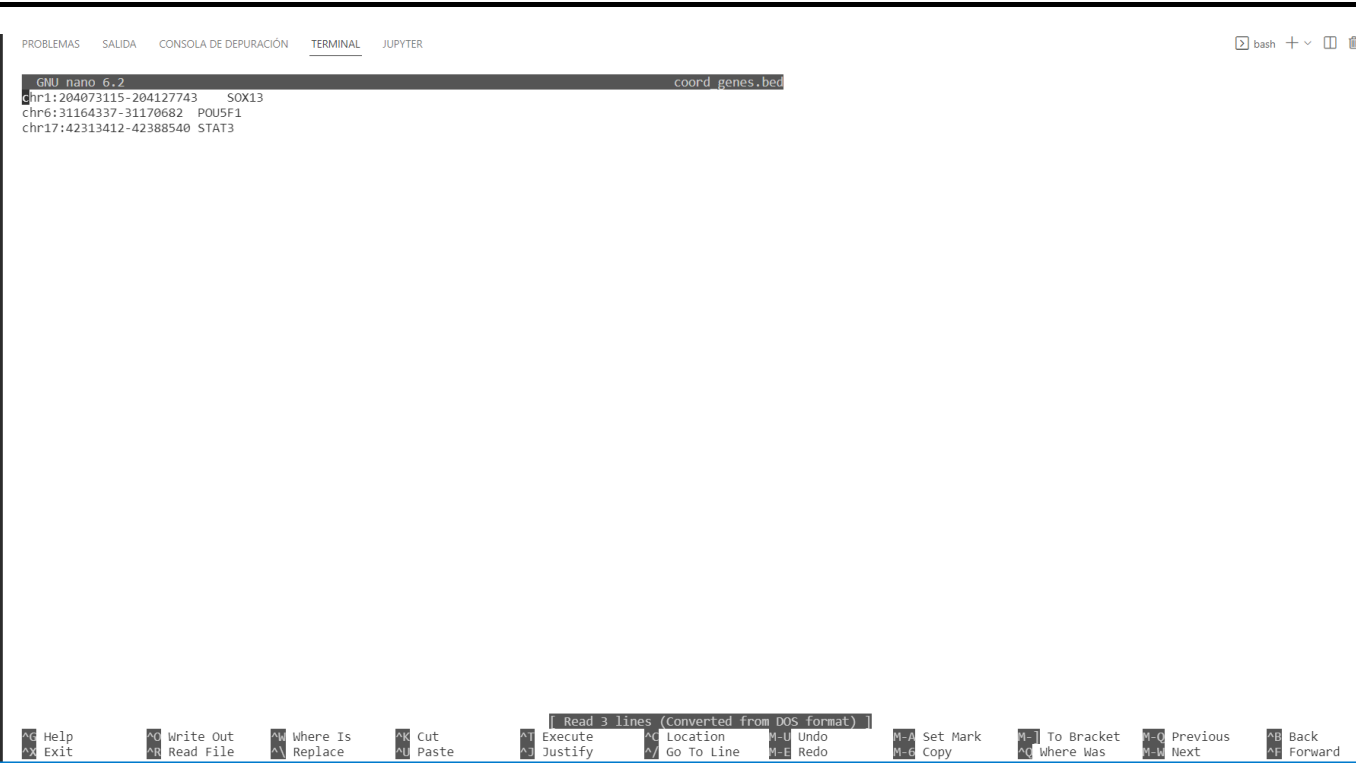 PROBLEMAS SALIDA CONSOLA DE DEPURACIÓN TERMINAL JUPYTER bash
GNU nano 6.2 coord_genes.bed
chr1:204073115-204127743 SOX13
chr6:31164337-31170682 POU5F1
chr17:42313412-42388540 STAT3
[ Read 3 lines (Converted from DOS format) ]
^G Help ^O Write Out ^W Where Is ^K Cut ^T Execute ^C Location M-U Undo M-A Set Mark M-] To Bracket M-Q Previous ^B Back
^X Exit ^R Read File ^\ Replace ^U Paste ^J Justify ^/ Go To Line M-E Redo M-6 Copy ^Q Where Was M-W Next ^F Forward